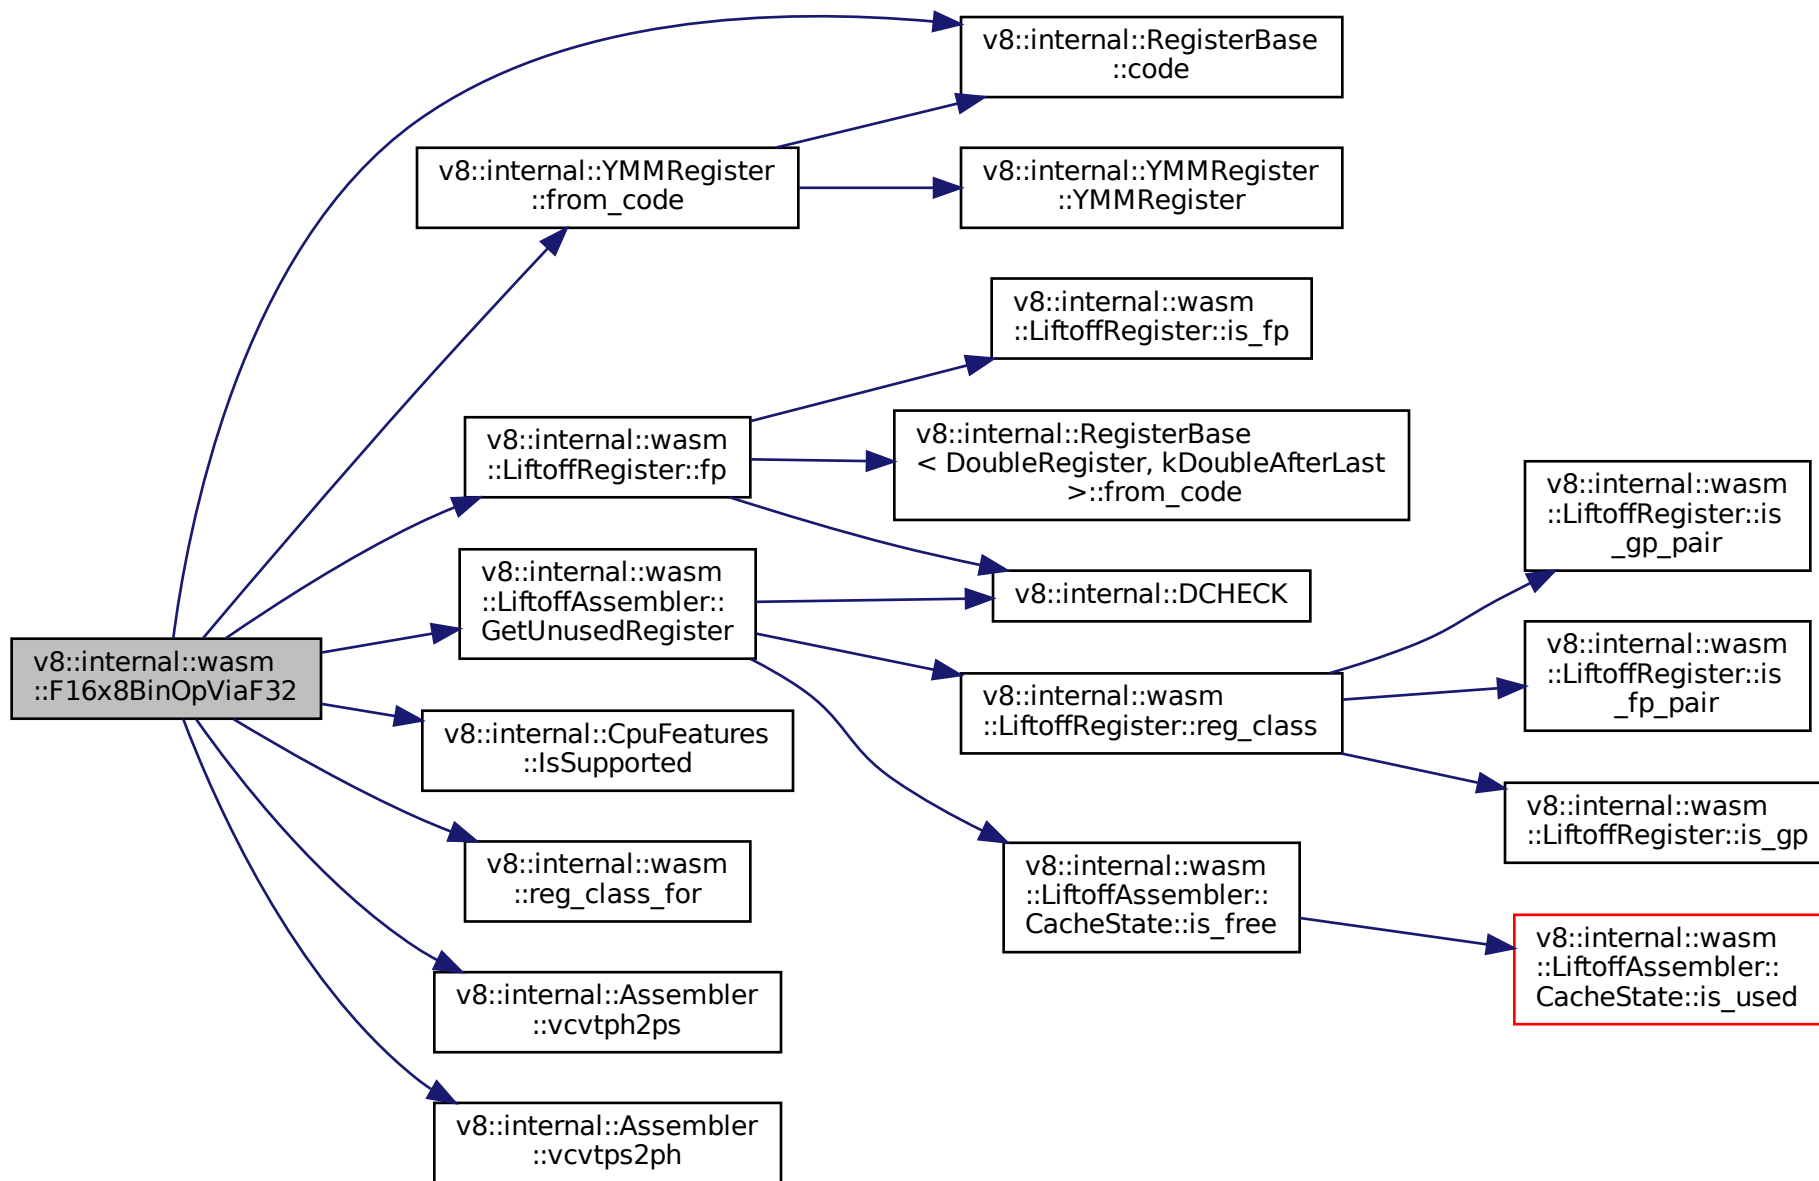 v8::internal::RegisterBase
::code
v8::internal::YMMRegister
::from_code
v8::internal::YMMRegister
::YMMRegister
v8::internal::wasm
::LiftoffRegister::is_fp
v8::internal::wasm
::LiftoffRegister::fp
v8::internal::RegisterBase
< DoubleRegister, kDoubleAfterLast
>::from_code
v8::internal::wasm
::LiftoffRegister::is
_gp_pair
v8::internal::wasm
::LiftoffAssembler::
GetUnusedRegister
v8::internal::DCHECK
v8::internal::wasm
::F16x8BinOpViaF32
v8::internal::wasm
::LiftoffRegister::reg_class
v8::internal::wasm
::LiftoffRegister::is
_fp_pair
v8::internal::CpuFeatures
::IsSupported
v8::internal::wasm
::LiftoffRegister::is_gp
v8::internal::wasm
::reg_class_for
v8::internal::wasm
::LiftoffAssembler::
CacheState::is_free
v8::internal::wasm
::LiftoffAssembler::
CacheState::is_used
v8::internal::Assembler
::vcvtph2ps
v8::internal::Assembler
::vcvtps2ph